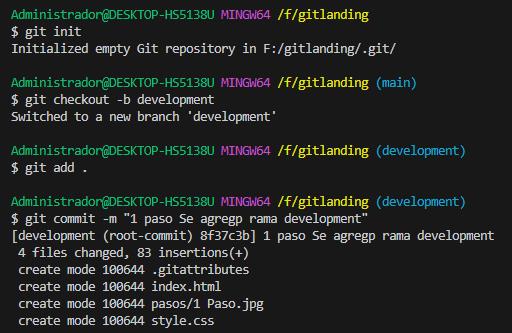 Administrador@DESKTOP-HS5138U MINGW64 /f/gitlanding
$ git init
Initialized empty Git repository in F:/gitlanding/.git/
Administrador@DESKTOP-HS5138U MINGW64 /f/gitlanding (main)
$ git checkout -b development
Switched to a new branch 'development'
Administrador@DESKTOP-HS5138U MINGW64 /f/gitlanding (development)
$ git add .
Administrador@DESKTOP-HS5138U MINGW64 /f/gitlanding (development)
$ git commit -m "1 paso Se agregp rama development"
[development (root-commit) 8f37c3b] 1 paso Se agregp rama development
4 files changed, 83 insertions(+)
create mode 100644 .gitattributes
create mode 100644 index.html
create mode 100644 pasos/1 Paso.jpg
create mode 100644 style.css